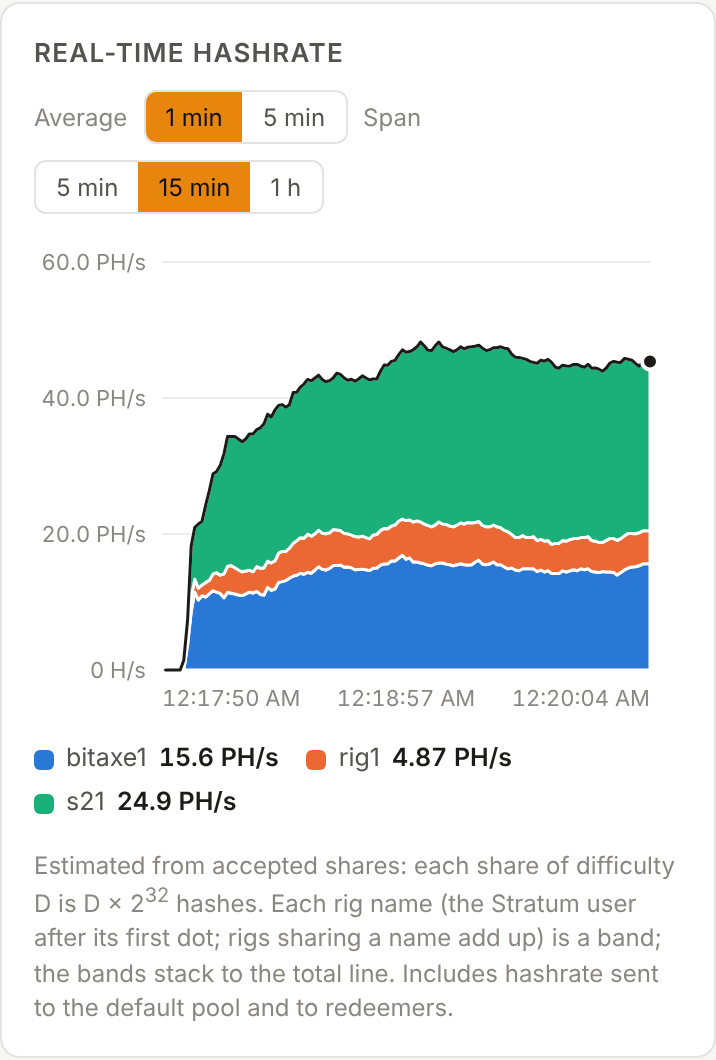 REAL-TIME HASHRATE
Average 1 min 5 min Span
5 min 15 min 1 h
60.0 PH/s
40.0 PH/s
20.0 PH/s
0 H/s
12:17:50 AM 12:18:57 AM 12:20:04 AM
bitaxe1 15.6 PH/s rig1 4.87 PH/s
s21 24.9 PH/s
Estimated from accepted shares: each share of difficulty
D is D × 2³² hashes. Each rig name (the Stratum user
after its first dot; rigs sharing a name add up) is a band;
the bands stack to the total line. Includes hashrate sent
to the default pool and to redeemers.